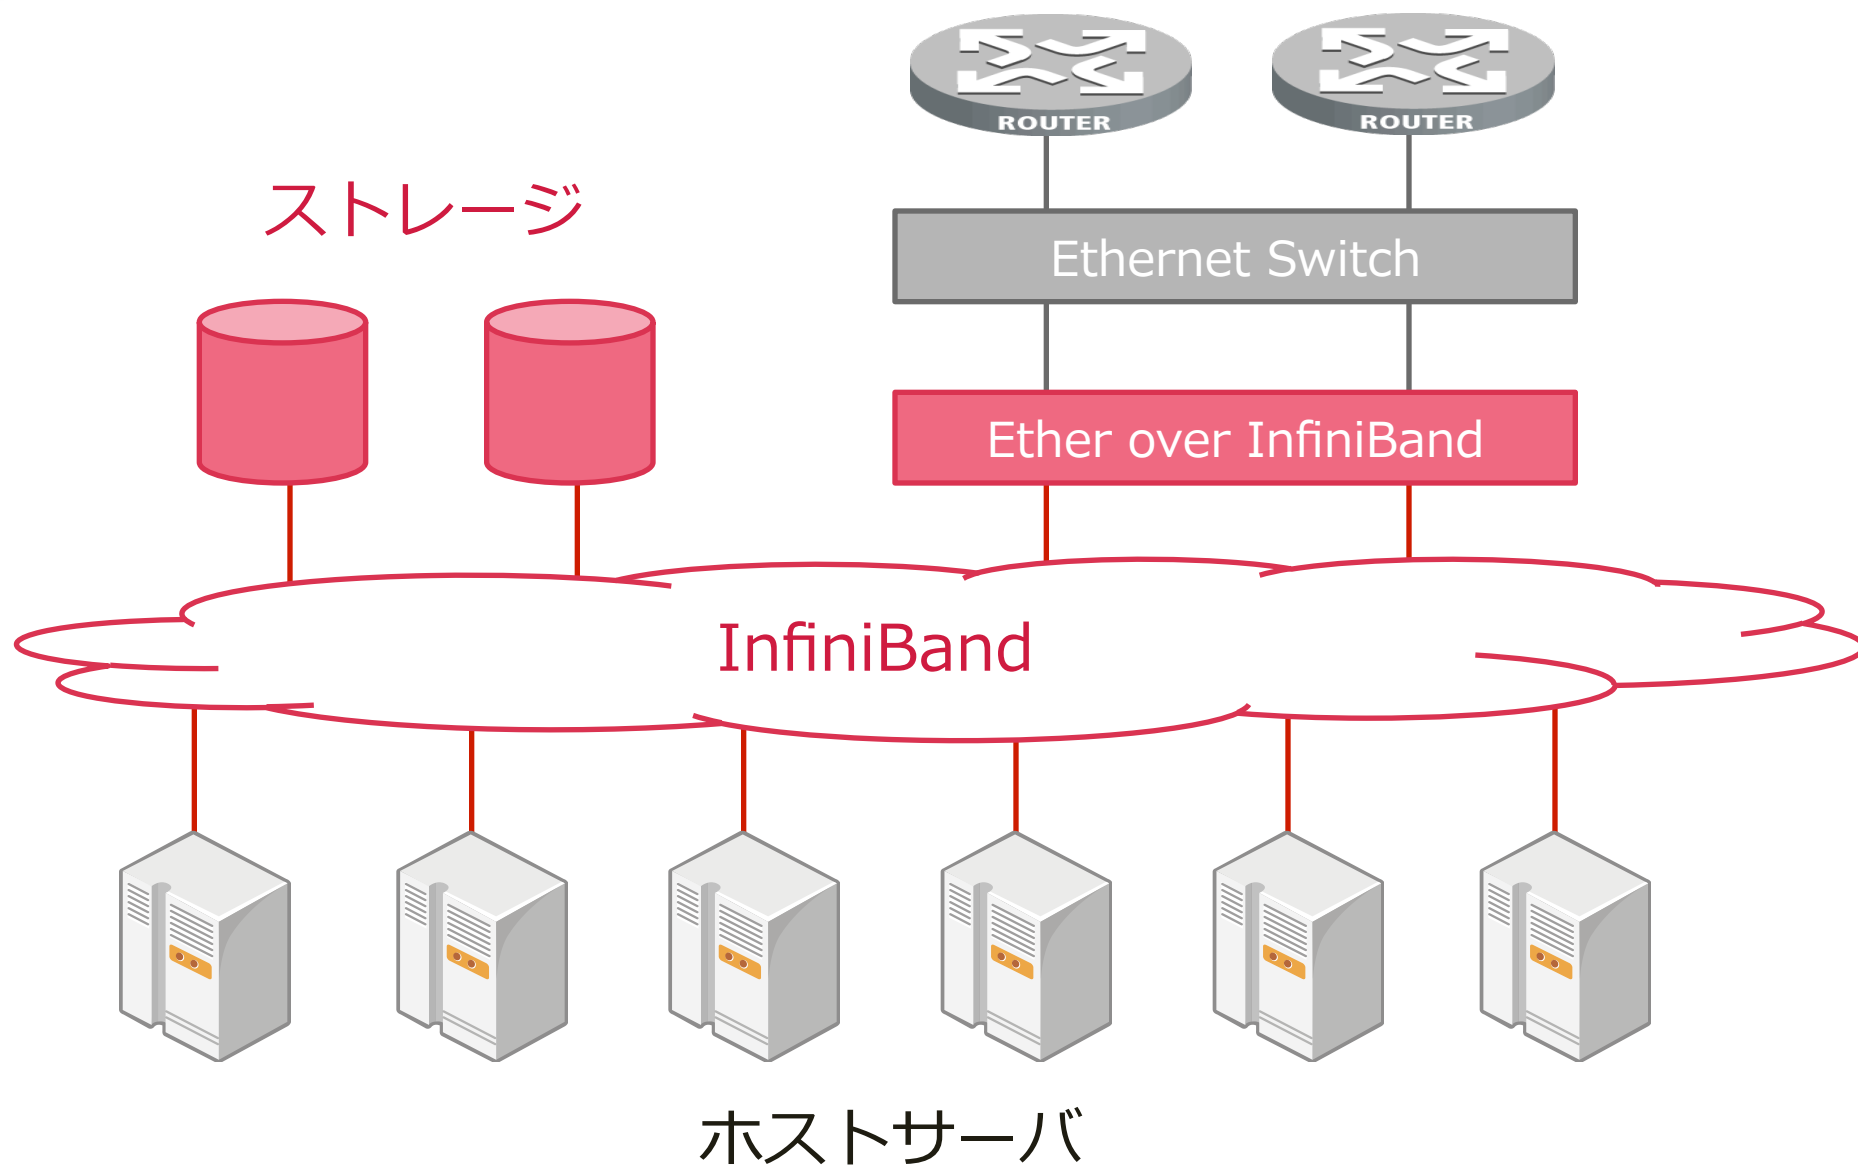 ROUTER
ROUTER
ストレージ
Ethernet Switch
Ether over InfiniBand
InfiniBand
ホストサーバ